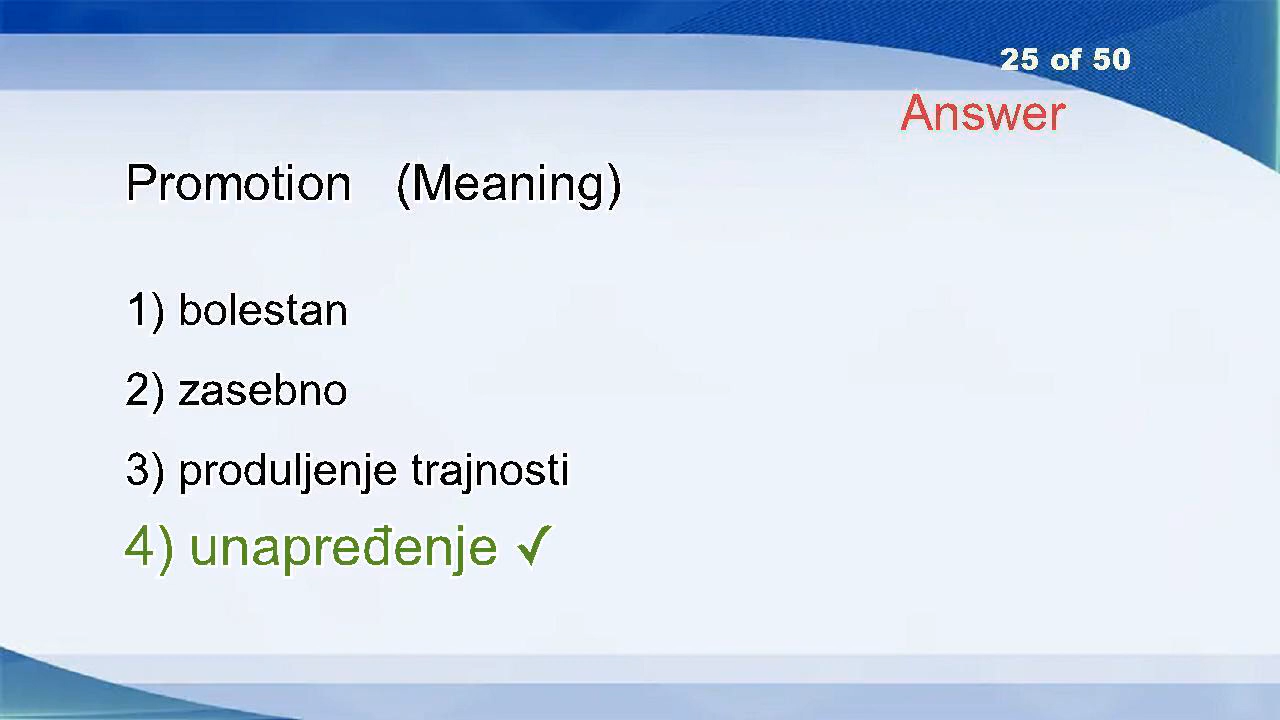 25 of 50
Answer
Promotion (Meaning)
1) bolestan
2) zasebno
3) produljenje trajnosti
4) unapređenje ✓